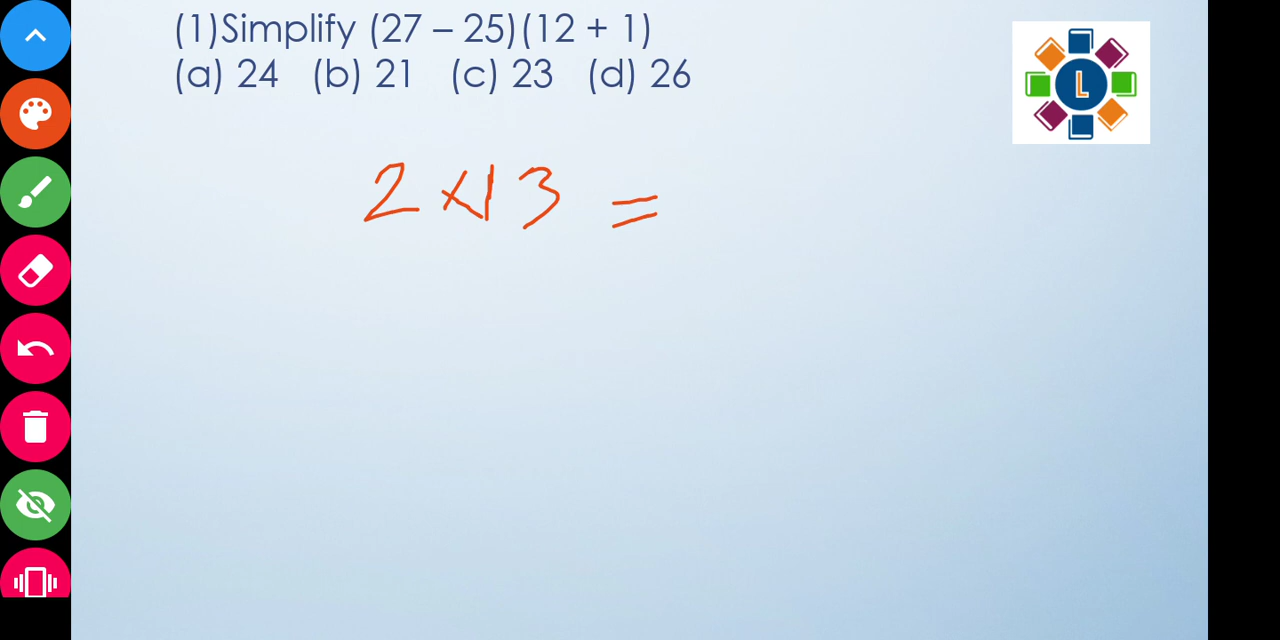 (1)Simplify (27 – 25)(12 + 1)
(a) 24 (b) 21 (c) 23 (d) 26
L
2 × 13 =